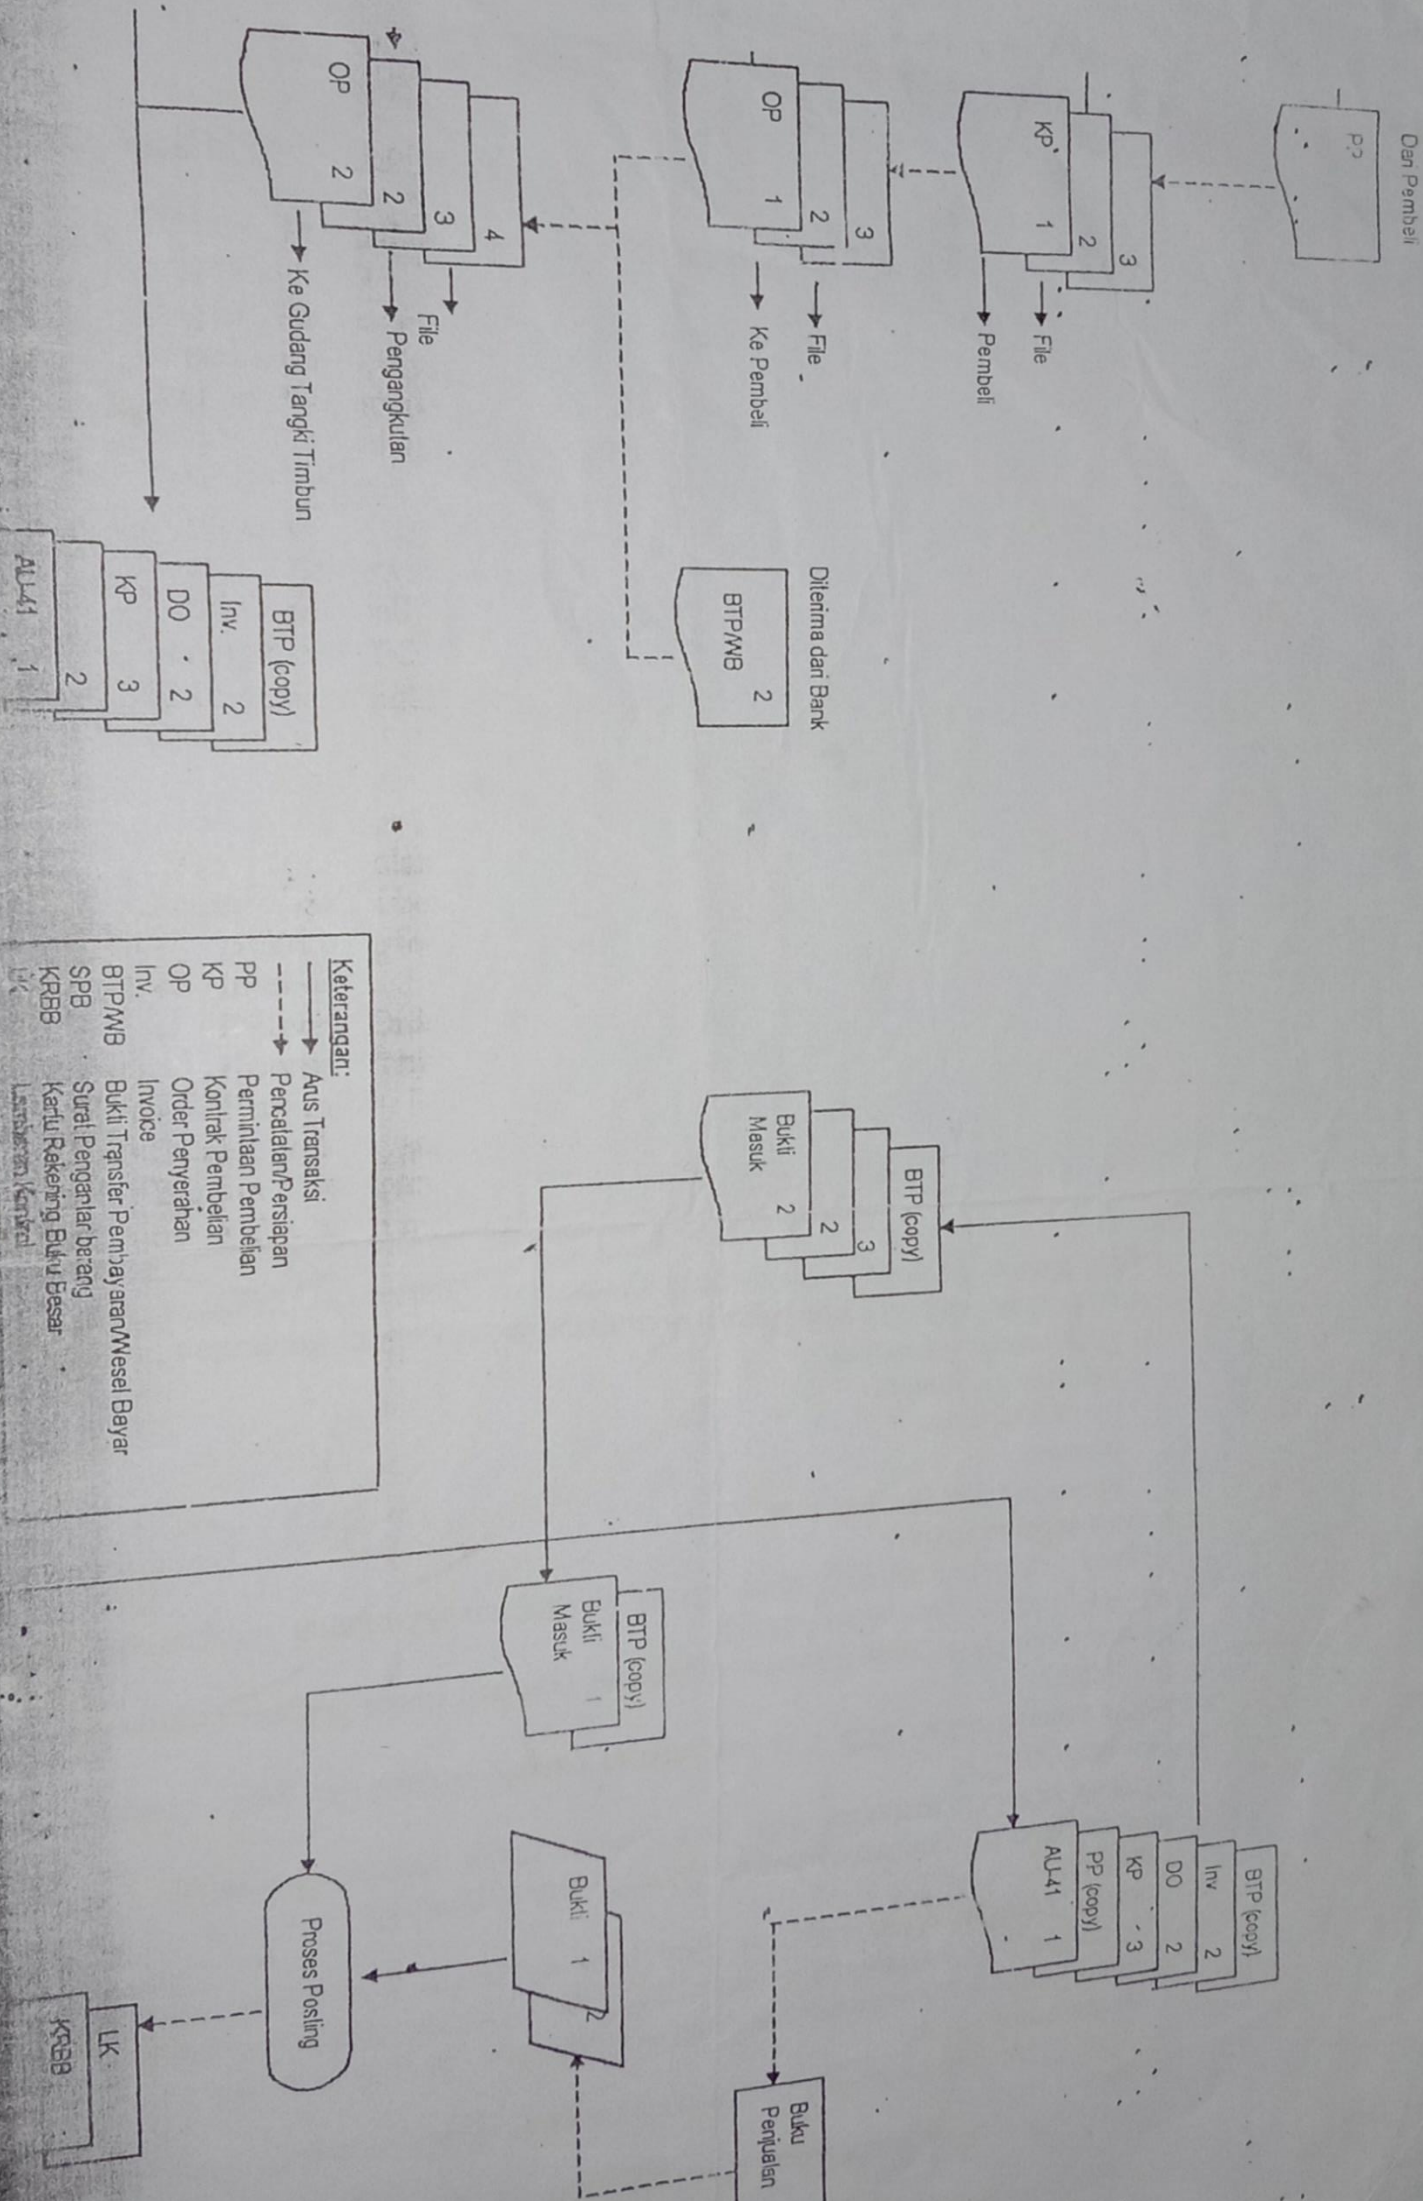 Dan Pembeli
PP
KP
1
2
3
File
Pembeli
OP
1
2
3
File
Ke Pembeli
Diterima dari Bank
BTP/WB
2
OP
2
2
3
4
File
Pengangkutan
Ke Gudang Tangki Timbun
BTP (copy)
Inv. 2
DO 2
KP 3
2
AU-41 1
BTP (copy)
3
2
Bukti
Masuk 2
BTP (copy)
Bukti
Masuk 1
BTP (copy)
Inv 2
DO 2
KP 3
PP (copy)
AU-41 1
Buku
Penjualan
Bukti 1
2
Proses Posting
LK
KRBB
Keterangan:
Arus Transaksi
Pencatatan/Persiapan
PP Permintaan Pembelian
KP Kontrak Pembelian
OP Order Penyerahan
Inv. Invoice
BTP/WB Bukti Transfer Pembayaran/Wesel Bayar
SPB Surat Pengantar barang
KRBB Kartu Rekening Buku Besar
LK Lembaran Kontrol